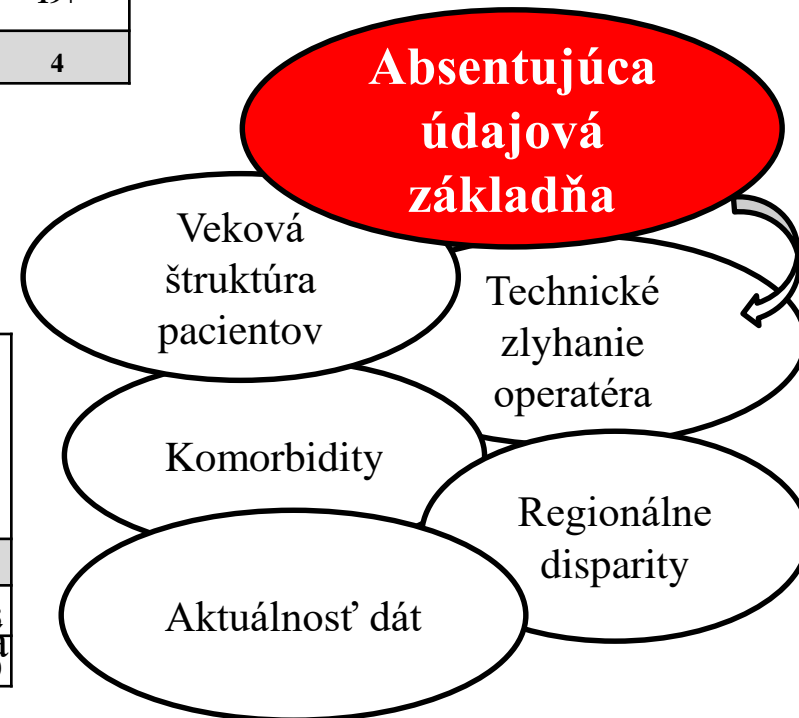 4
Absentujúca
údajová
základňa
Veková
štruktúra
pacientov
Technické
zlyhanie
operatéra
Komorbidity
Regionálne
disparity
Aktuálnosť dát